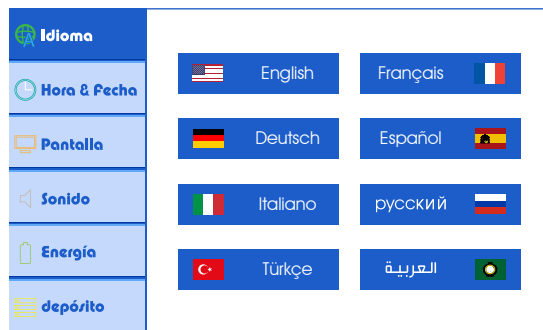 Idioma
Hora & Fecha
Pantalla
Sonido
Energía
depósito
English
Français
Deutsch
Español
Italiano
русский
Türkçe
العربية